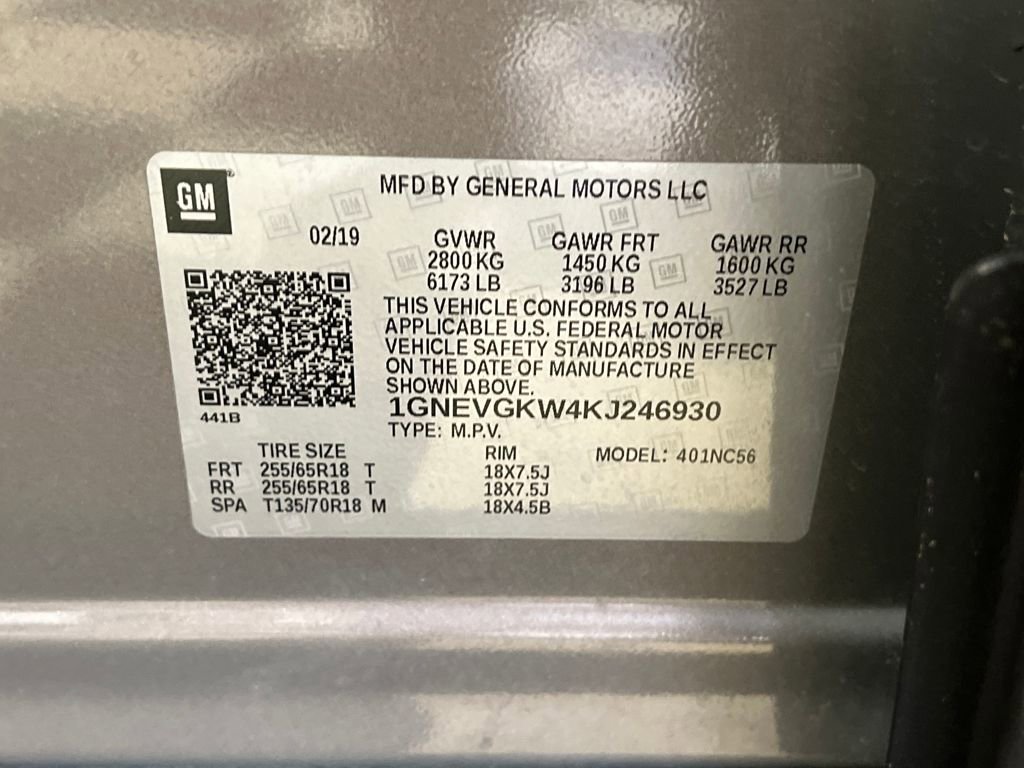 GM
MFD BY GENERAL MOTORS LLC
02/19 GVWR GAWR FRT GAWR RR
2800 KG 1450 KG 1600 KG
6173 LB 3196 LB 3527 LB
THIS VEHICLE CONFORMS TO ALL
APPLICABLE U.S. FEDERAL MOTOR
VEHICLE SAFETY STANDARDS IN EFFECT
ON THE DATE OF MANUFACTURE
SHOWN ABOVE.
1GNEVGKW4KJ246930
441B
TYPE: M.P.V.
TIRE SIZE RIM MODEL: 401NC56
FRT 255/65R18 T 18X7.5J
RR 255/65R18 T 18X7.5J
SPA T135/70R18 M 18X4.5B